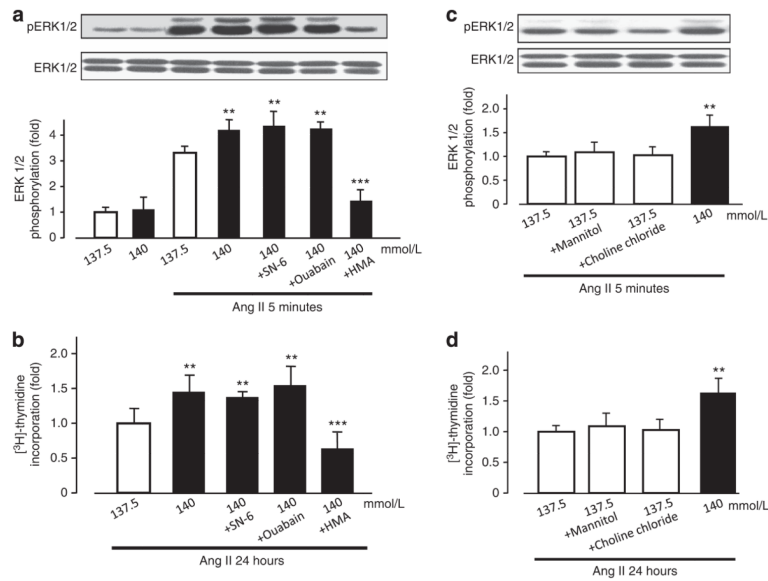 a
pERK1/2
ERK1/2
ERK 1/2
phosphorylation (fold)
4
3
2
1
0
** ** ** ***
137.5 140 137.5 140 140 140 140 mmol/L
+SN-6 +Ouabain +HMA
Ang II 5 minutes
c
pERK1/2
ERK1/2
ERK 1/2
phosphorylation (fold)
2.0
1.5
1.0
0.5
0
**
137.5 137.5 137.5 140 mmol/L
+Mannitol +Choline chloride
Ang II 5 minutes
b
[³H]-thymidine
incorporation (fold)
2.0
1.5
1.0
0.5
0
** ** ** ***
137.5 140 140 140 140 mmol/L
+SN-6 +Ouabain +HMA
Ang II 24 hours
d
[³H]-thymidine
incorporation (fold)
2.0
1.5
1.0
0.5
0
**
137.5 137.5 137.5 140 mmol/L
+Mannitol +Choline chloride
Ang II 24 hours